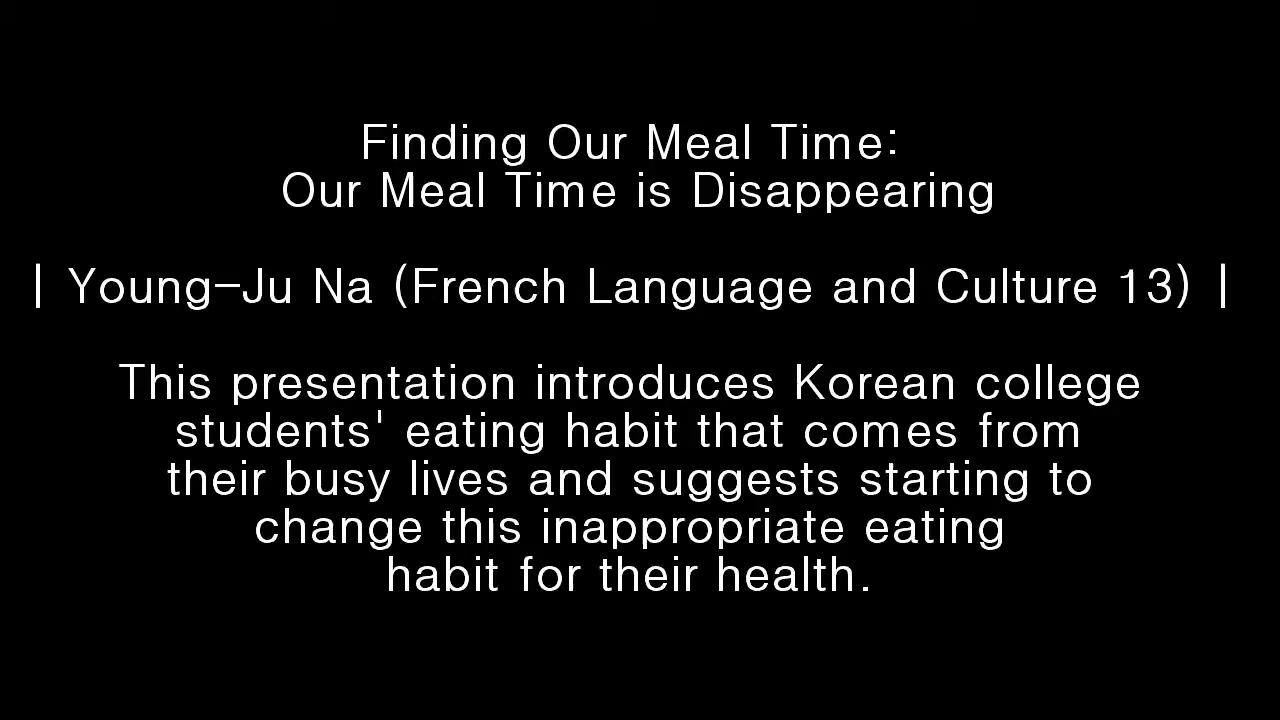 Finding Our Meal Time:
Our Meal Time is Disappearing
| Young-Ju Na (French Language and Culture 13) |
This presentation introduces Korean college
students' eating habit that comes from
their busy lives and suggests starting to
change this inappropriate eating
habit for their health.